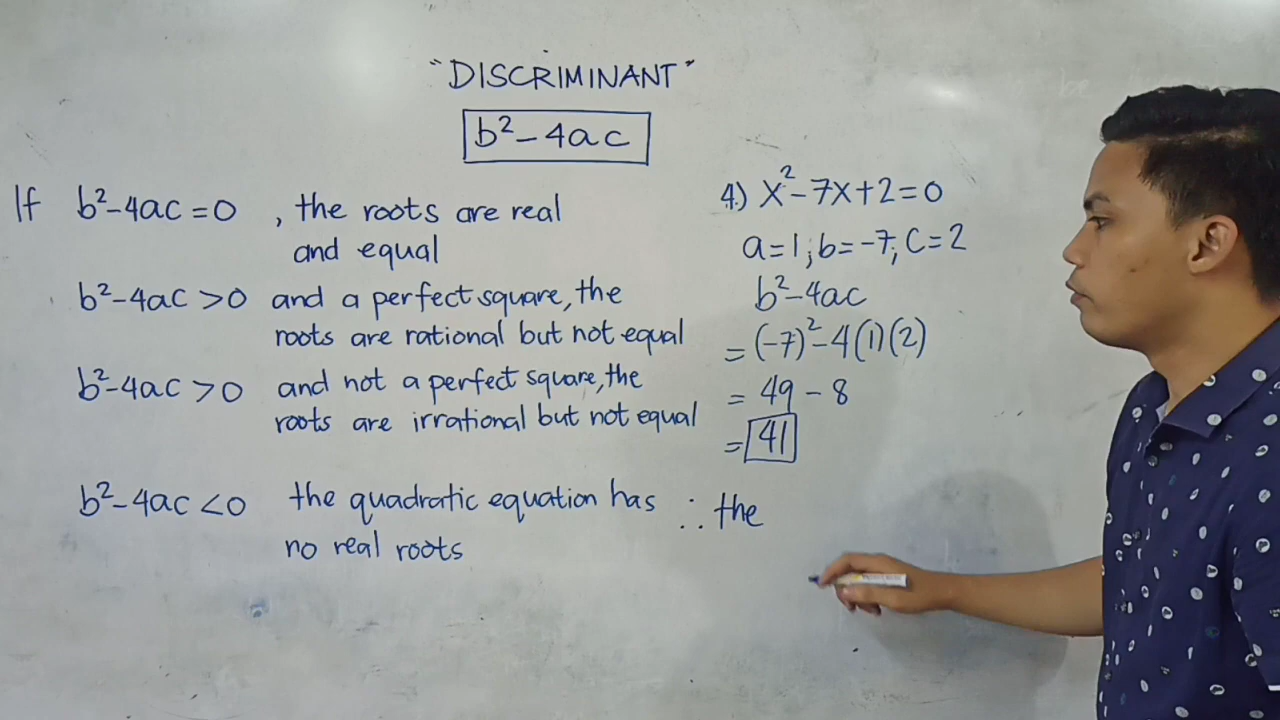 "DISCRIMINANT"
b²-4ac
If b²-4ac=0 , the roots are real
and equal
b²-4ac >0 and a perfect square, the
roots are rational but not equal
b²-4ac >0 and not a perfect square, the
roots are irrational but not equal
b²-4ac <0 the quadratic equation has
no real roots
4.) x²-7x+2=0
a=1; b=-7; c=2
b²-4ac
= (-7)²-4(1)(2)
= 49 - 8
= 41
∴ the